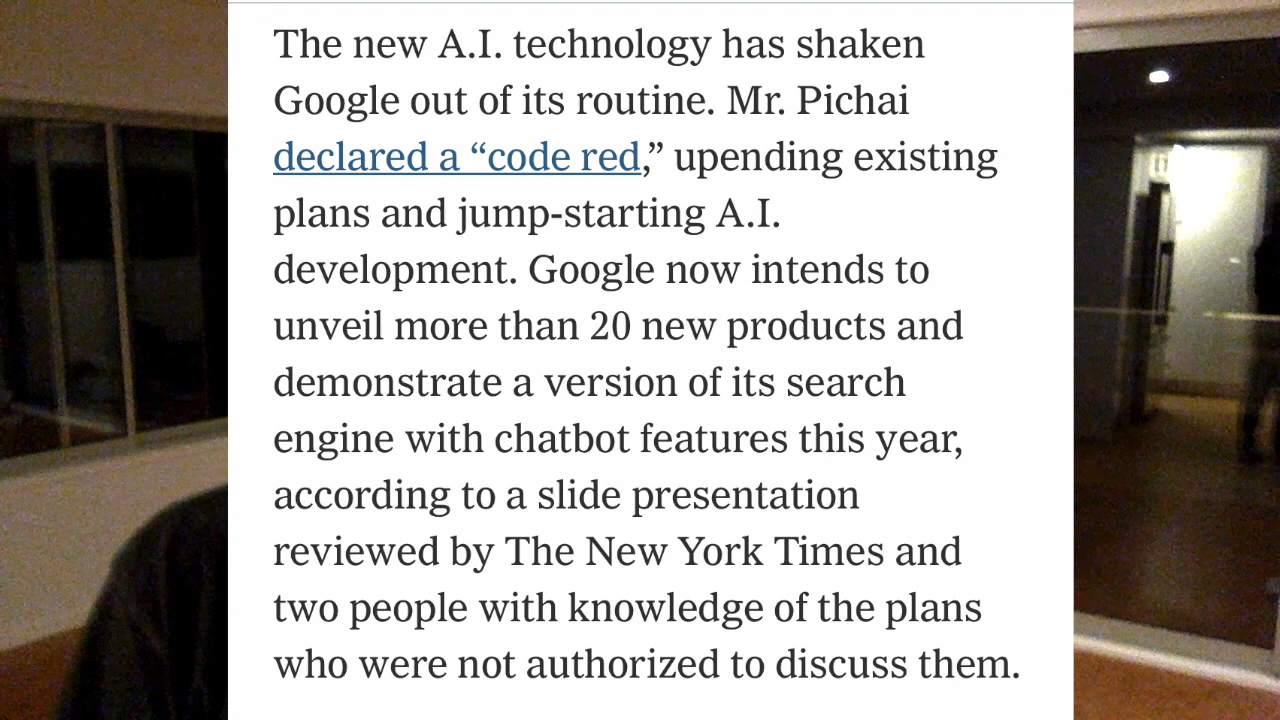 The new A.I. technology has shaken
Google out of its routine. Mr. Pichai
declared a “code red,” upending existing
plans and jump-starting A.I.
development. Google now intends to
unveil more than 20 new products and
demonstrate a version of its search
engine with chatbot features this year,
according to a slide presentation
reviewed by The New York Times and
two people with knowledge of the plans
who were not authorized to discuss them.